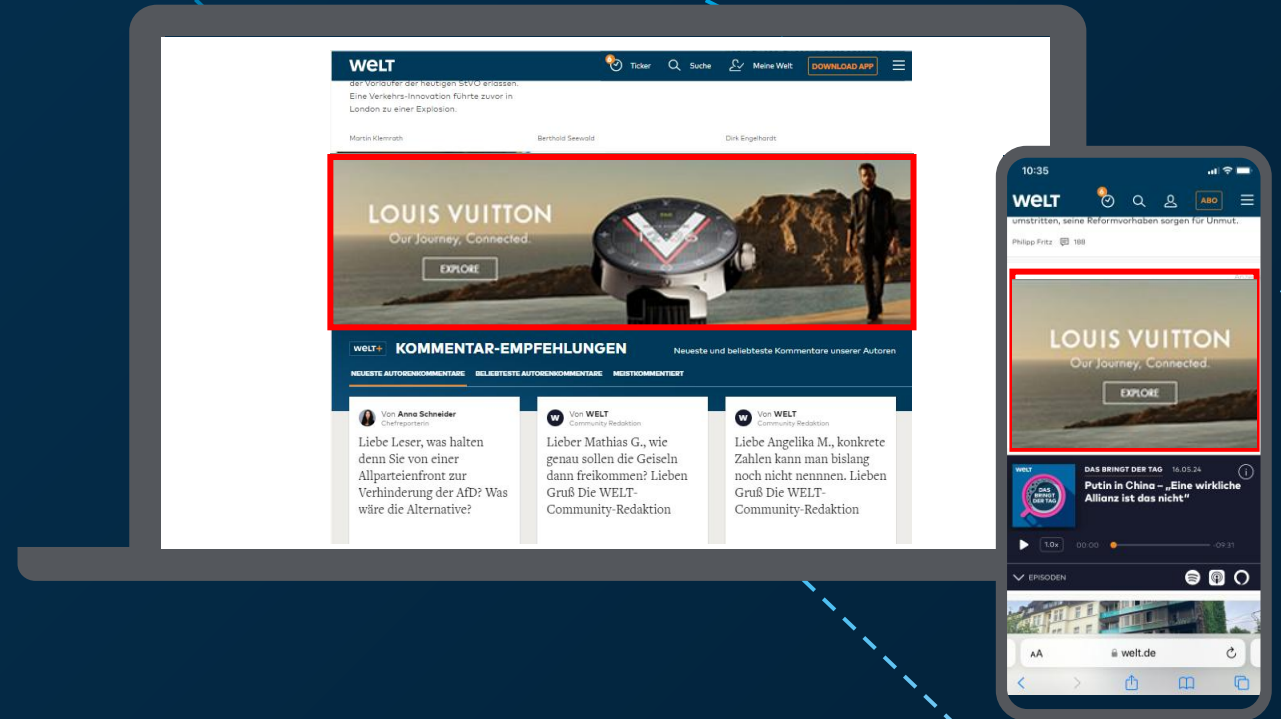 WELT
6
Ticker
Suche
Meine Welt
DOWNLOAD APP
der Vorläufer der heutigen StVO erlassen.
Eine Verkehrs-Innovation führte zuvor in
London zu einer Explosion.
Martin Klemrath
Berthold Seewald
Dirk Engelhardt
LOUIS VUITTON
Our Journey, Connected.
EXPLORE
WELT+ KOMMENTAR-EMPFEHLUNGEN
Neueste und beliebteste Kommentare unserer Autoren
NEUESTE AUTORENKOMMENTARE
BELIEBTESTE AUTORENKOMMENTARE
MEISTKOMMENTIERT
Von Anna Schneider
Chefreporterin
Liebe Leser, was halten
denn Sie von einer
Allparteienfront zur
Verhinderung der AfD? Was
wäre die Alternative?
W
Von WELT
Community Redaktion
Lieber Mathias G., wie
genau sollen die Geiseln
dann freikommen? Lieben
Gruß Die WELT-
Community-Redaktion
W
Von WELT
Community Redaktion
Liebe Angelika M., konkrete
Zahlen kann man bislang
noch nicht nennnen. Lieben
Gruß Die WELT-
Community-Redaktion
10:35
WELT
6
ABO
umstritten, seine Reformvorhaben sorgen für Unmut.
Philipp Fritz 188
LOUIS VUITTON
Our Journey, Connected.
EXPLORE
WELT
DAS
BRINGT
DER TAG
DAS BRINGT DER TAG 16.05.24
Putin in China – „Eine wirkliche
Allianz ist das nicht“
1.0x
00:00
-09:31
EPISODEN
AA
welt.de